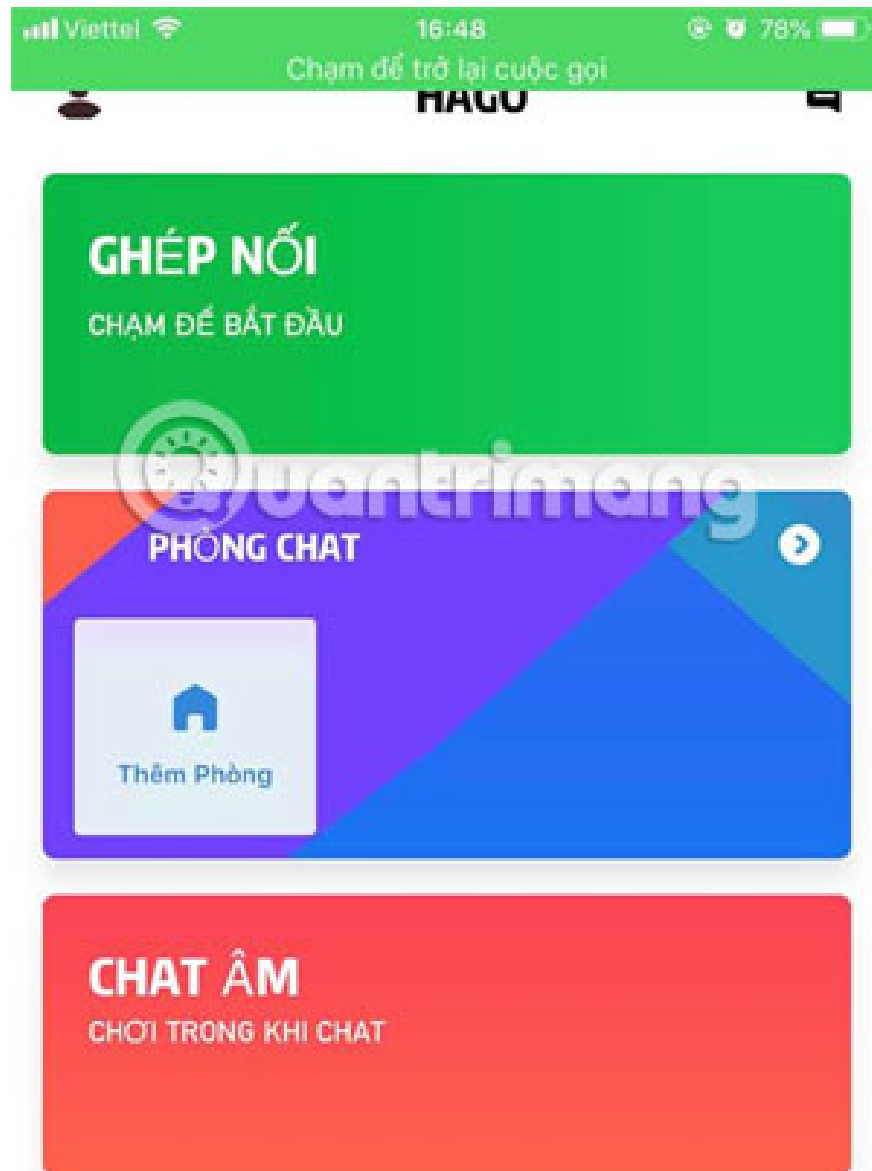 Viettel 16:48 78%
Chạm để trở lại cuộc gọi
HAGO
GHÉP NỐI
CHẠM ĐỂ BẮT ĐẦU
Quantrimang
PHÒNG CHAT
Thêm Phòng
CHAT ÂM
CHƠI TRONG KHI CHAT